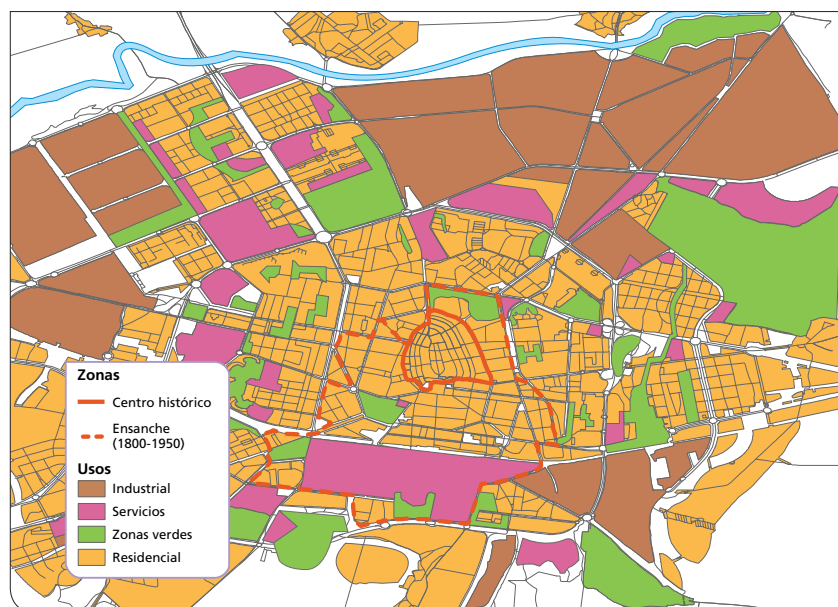 Zonas
Centro histórico
Ensanche
(1800-1950)
Usos
Industrial
Servicios
Zonas verdes
Residencial